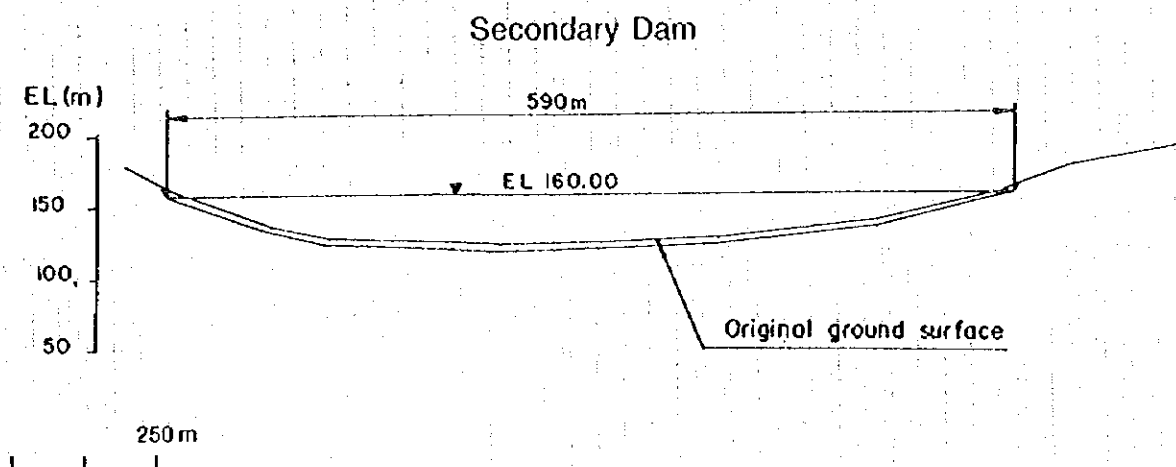 Secondary Dam
EL (m)
590m
200
EL 160.00
150
100
Original ground surface
50
250m